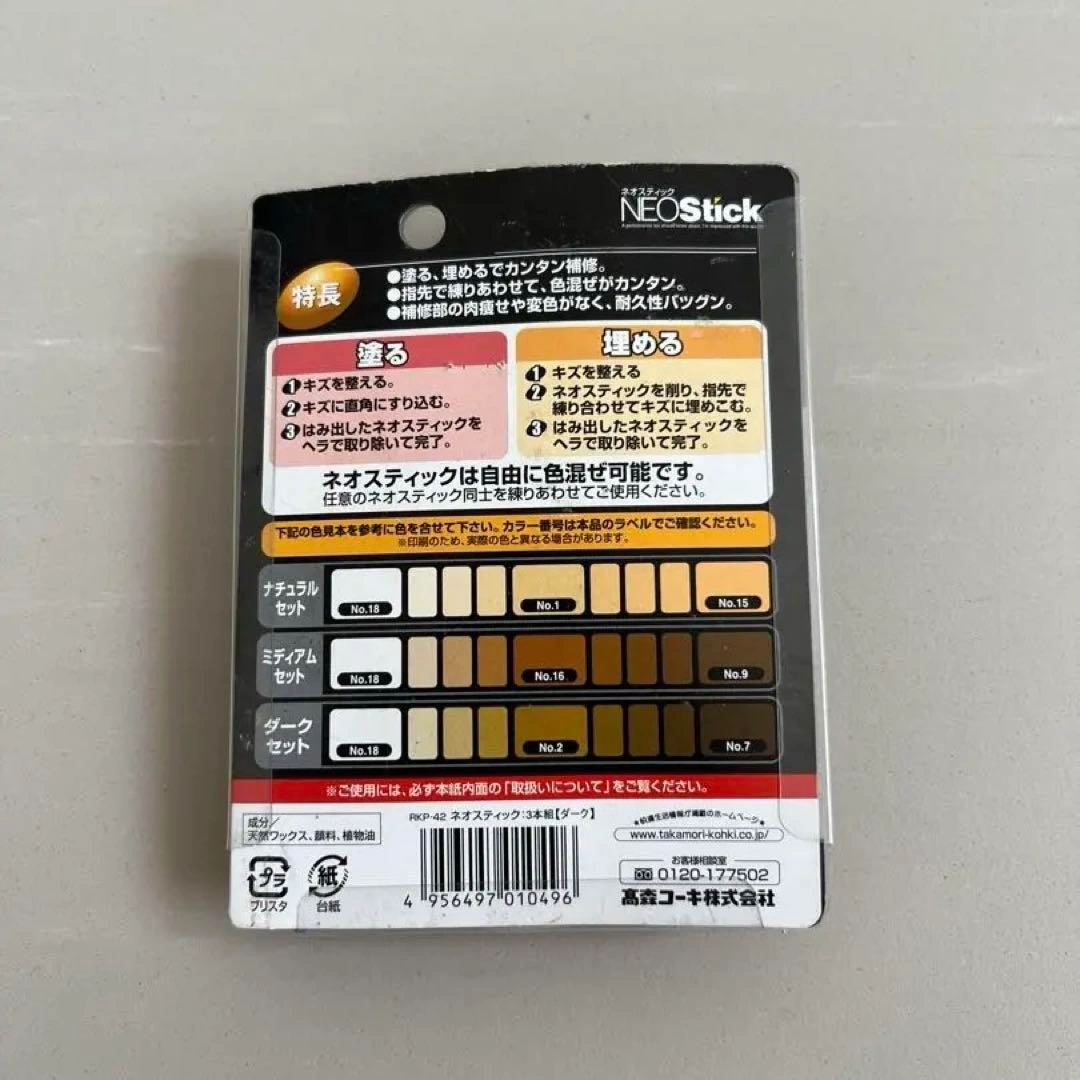 ネオスティック
NEOStick
特長
●塗る、埋めるでカンタン補修。
●指先で練りあわせて、色混ぜがカンタン。
●補修部の肉痩せや変色がなく、耐久性バツグン。
塗る
1 キズを整える。
2 キズに直角にすり込む。
3 はみ出したネオスティックを
ヘラで取り除いて完了。
埋める
1 キズを整える
2 ネオスティックを削り、指先で
練り合わせてキズに埋めこむ。
3 はみ出したネオスティックを
ヘラで取り除いて完了。
ネオスティックは自由に色混ぜ可能です。
任意のネオスティック同士を練りあわせてご使用ください。
下記の色見本を参考に色を合せて下さい。カラー番号は本品のラベルでご確認ください。
※印刷のため、実際の色と異なる場合があります。
ナチュラル
セット
No.18 No.1 No.15
ミディアム
セット
No.18 No.16 No.9
ダーク
セット
No.18 No.2 No.7
※ご使用には、必ず本紙内面の「取扱いについて」をご覧ください。
成分/
天然ワックス、顔料、植物油
RKP-42 ネオスティック:3本組【ダーク】
4 956497 010496
プラ
ブリスタ
紙
台紙
www.takamori-kohki.co.jp/
お客様相談室
0120-177502
髙森コーキ株式会社